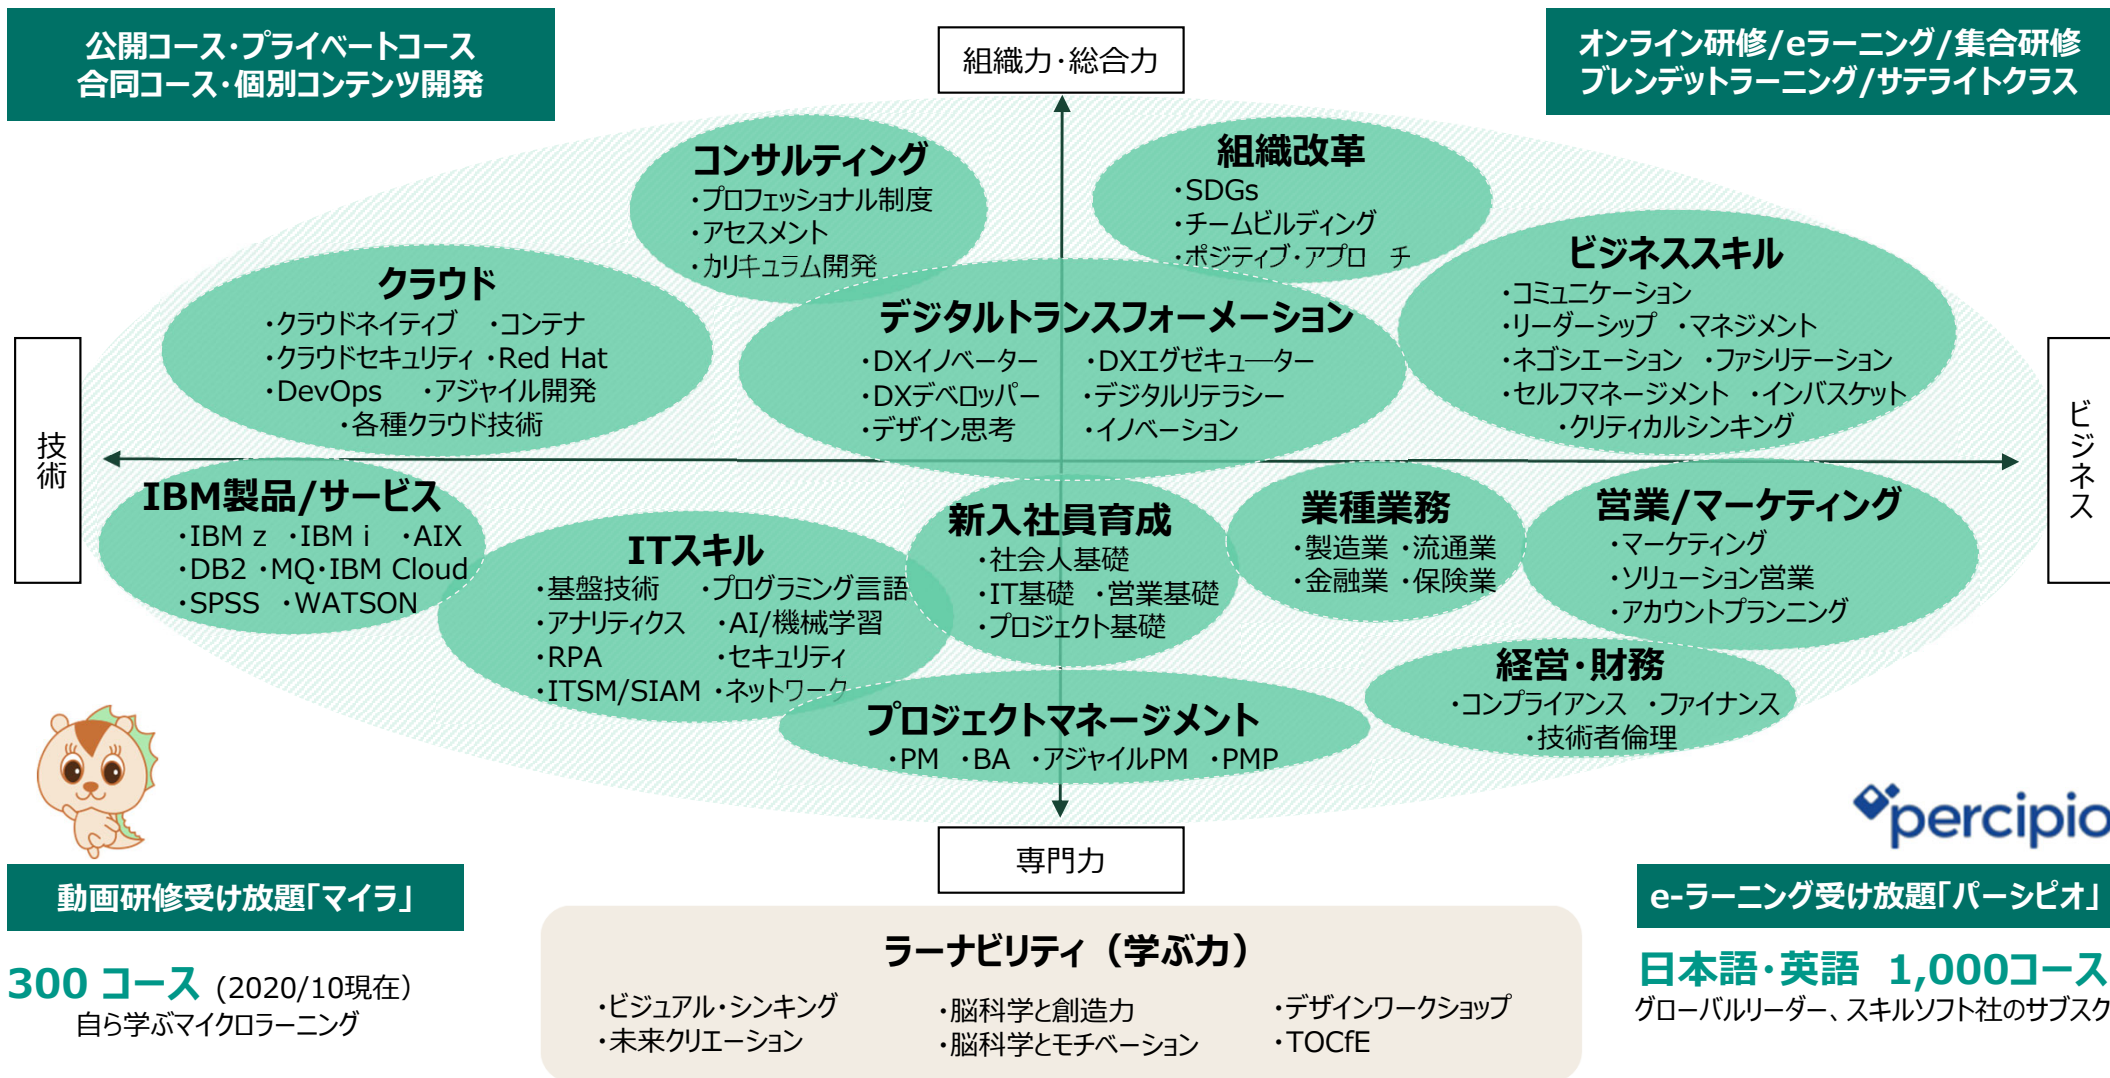 公開コース・プライベートコース
合同コース・個別コンテンツ開発
組織力・総合力
オンライン研修/eラーニング/集合研修
ブレンデットラーニング/サテライトクラス
コンサルティング
・プロフェッショナル制度
・アセスメント
・カリキュラム開発
組織改革
・SDGs
・チームビルディング
・ポジティブ・アプロ チ
クラウド
・クラウドネイティブ ・コンテナ
・クラウドセキュリティ ・Red Hat
・DevOps ・アジャイル開発
・各種クラウド技術
デジタルトランスフォーメーション
・DXイノベーター ・DXエグゼキューター
・DXデベロッパー ・デジタルリテラシー
・デザイン思考 ・イノベーション
ビジネススキル
・コミュニケーション
・リーダーシップ ・マネジメント
・ネゴシエーション ・ファシリテーション
・セルフマネージメント ・インバスケット
・クリティカルシンキング
技術
ビジネス
IBM製品/サービス
・IBM z ・IBM i ・AIX
・DB2 ・MQ・IBM Cloud
・SPSS ・WATSON
ITスキル
・基盤技術 ・プログラミング言語
・アナリティクス ・AI/機械学習
・RPA ・セキュリティ
・ITSM/SIAM ・ネットワーク
新入社員育成
・社会人基礎
・IT基礎 ・営業基礎
・プロジェクト基礎
業種業務
・製造業 ・流通業
・金融業 ・保険業
営業/マーケティング
・マーケティング
・ソリューション営業
・アカウントプランニング
経営・財務
・コンプライアンス ・ファイナンス
・技術者倫理
プロジェクトマネージメント
・PM ・BA ・アジャイルPM ・PMP
専門力
percipio
動画研修受け放題「マイラ」
300 コース (2020/10現在)
自ら学ぶマイクロラーニング
e-ラーニング受け放題「パーシピオ」
日本語・英語 1,000コース
グローバルリーダー、スキルソフト社のサブスク
ラーナビリティ（学ぶ力）
・ビジュアル・シンキング ・脳科学と創造力 ・デザインワークショップ
・未来クリエーション ・脳科学とモチベーション ・TOCfE